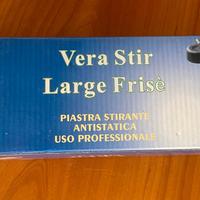 Vera Stir
Large Frisè
PIASTRA STIRANTE
ANTISTATICA
USO PROFESSIONALE